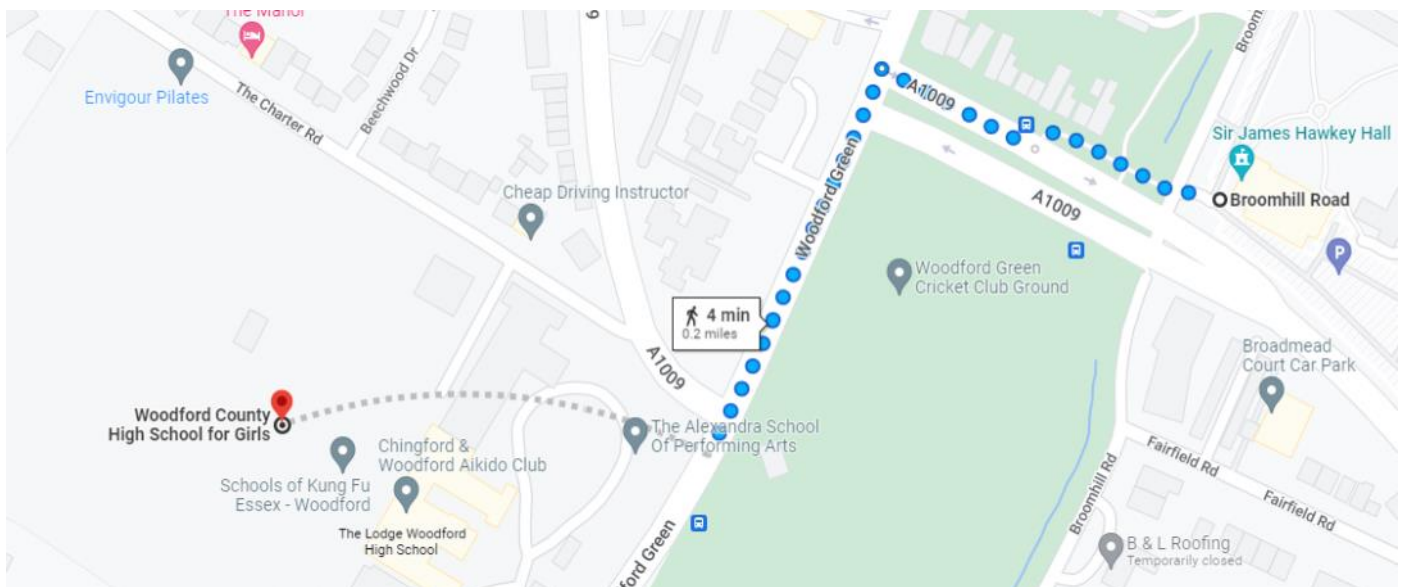 The Manor
9
Envigour Pilates
The Charter Rd
Beechwood Dr
Cheap Driving Instructor
A1009
Sir James Hawkey Hall
Broomhill Road
P
A1009
Woodford Green
Woodford Green
Cricket Club Ground
4 min
0.2 miles
A1009
Broadmead
Court Car Park
Woodford County
High School for Girls
The Alexandra School
Of Performing Arts
Chingford &
Woodford Aikido Club
Schools of Kung Fu
Essex - Woodford
The Lodge Woodford
High School
Fairfield Rd
Fairfield Rd
Broomhill Rd
B & L Roofing
Temporarily closed